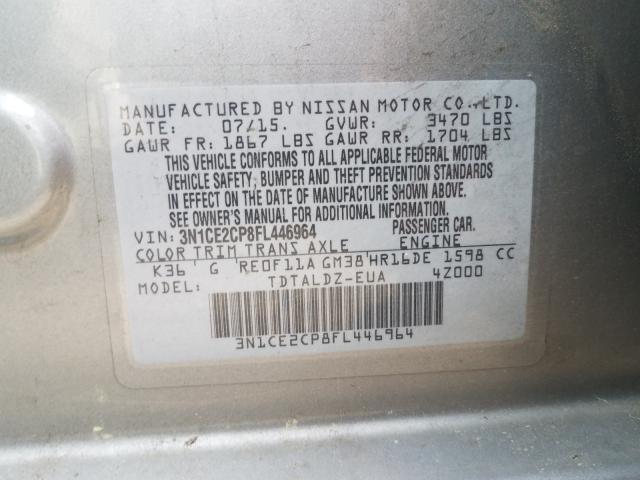 MANUFACTURED BY NISSAN MOTOR CO.,LTD.
DATE: 07/15. GVWR: 3470 LBS
GAWR FR: 1867 LBS GAWR RR: 1704 LBS
THIS VEHICLE CONFORMS TO ALL APPLICABLE FEDERAL MOTOR
VEHICLE SAFETY, BUMPER AND THEFT PREVENTION STANDARDS
IN EFFECT ON THE DATE OF MANUFACTURE SHOWN ABOVE.
SEE OWNER'S MANUAL FOR ADDITIONAL INFORMATION.
VIN: 3N1CE2CP8FL446964 PASSENGER CAR.
COLOR TRIM TRANS AXLE ENGINE
K36 G RE0F11A GM38 HR16DE 1598 CC
MODEL: TDTALDZ-EUA 4Z000
3N1CE2CP8FL446964